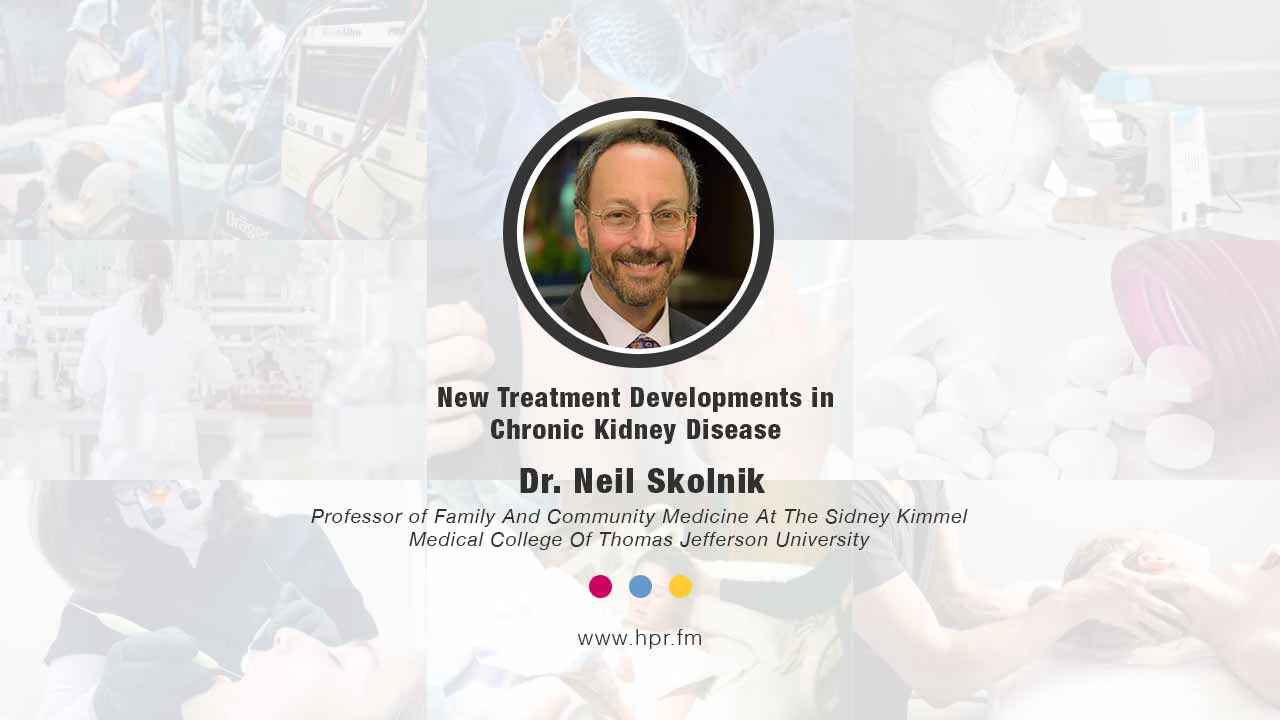 Dräger
New Treatment Developments in
Chronic Kidney Disease
Dr. Neil Skolnik
Professor of Family And Community Medicine At The Sidney Kimmel
Medical College Of Thomas Jefferson University
www.hpr.fm